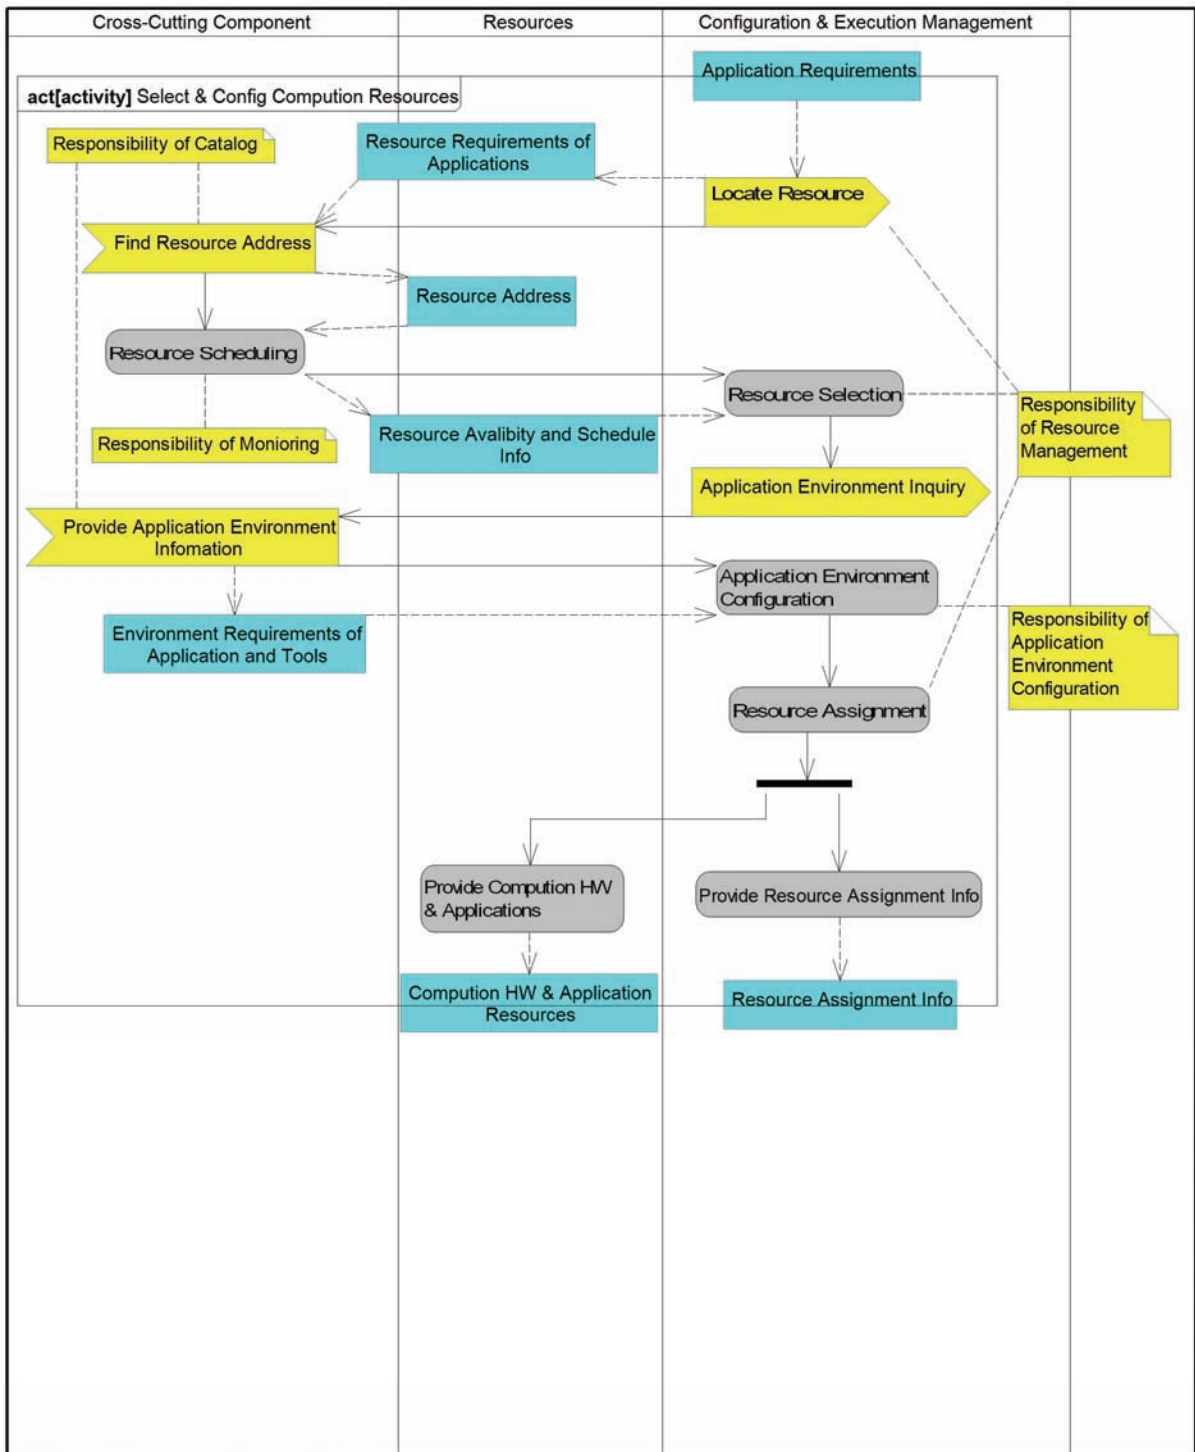 Cross-Cutting Component
Resources
Configuration & Execution Management
Application Requirements
act[activity] Select & Config Compution Resources
Responsibility of Catalog
Resource Requirements of
Applications
Locate Resource
Find Resource Address
Resource Address
Resource Scheduling
Resource Selection
Responsibility
of Resource
Management
Responsibility of Monioring
Resource Avalibity and Schedule
Info
Application Environment Inquiry
Provide Application Environment
Infomation
Application Environment
Configuration
Environment Requirements of
Application and Tools
Responsibility of
Application
Environment
Configuration
Resource Assignment
Provide Compution HW
& Applications
Provide Resource Assignment Info
Compution HW & Application
Resources
Resource Assignment Info